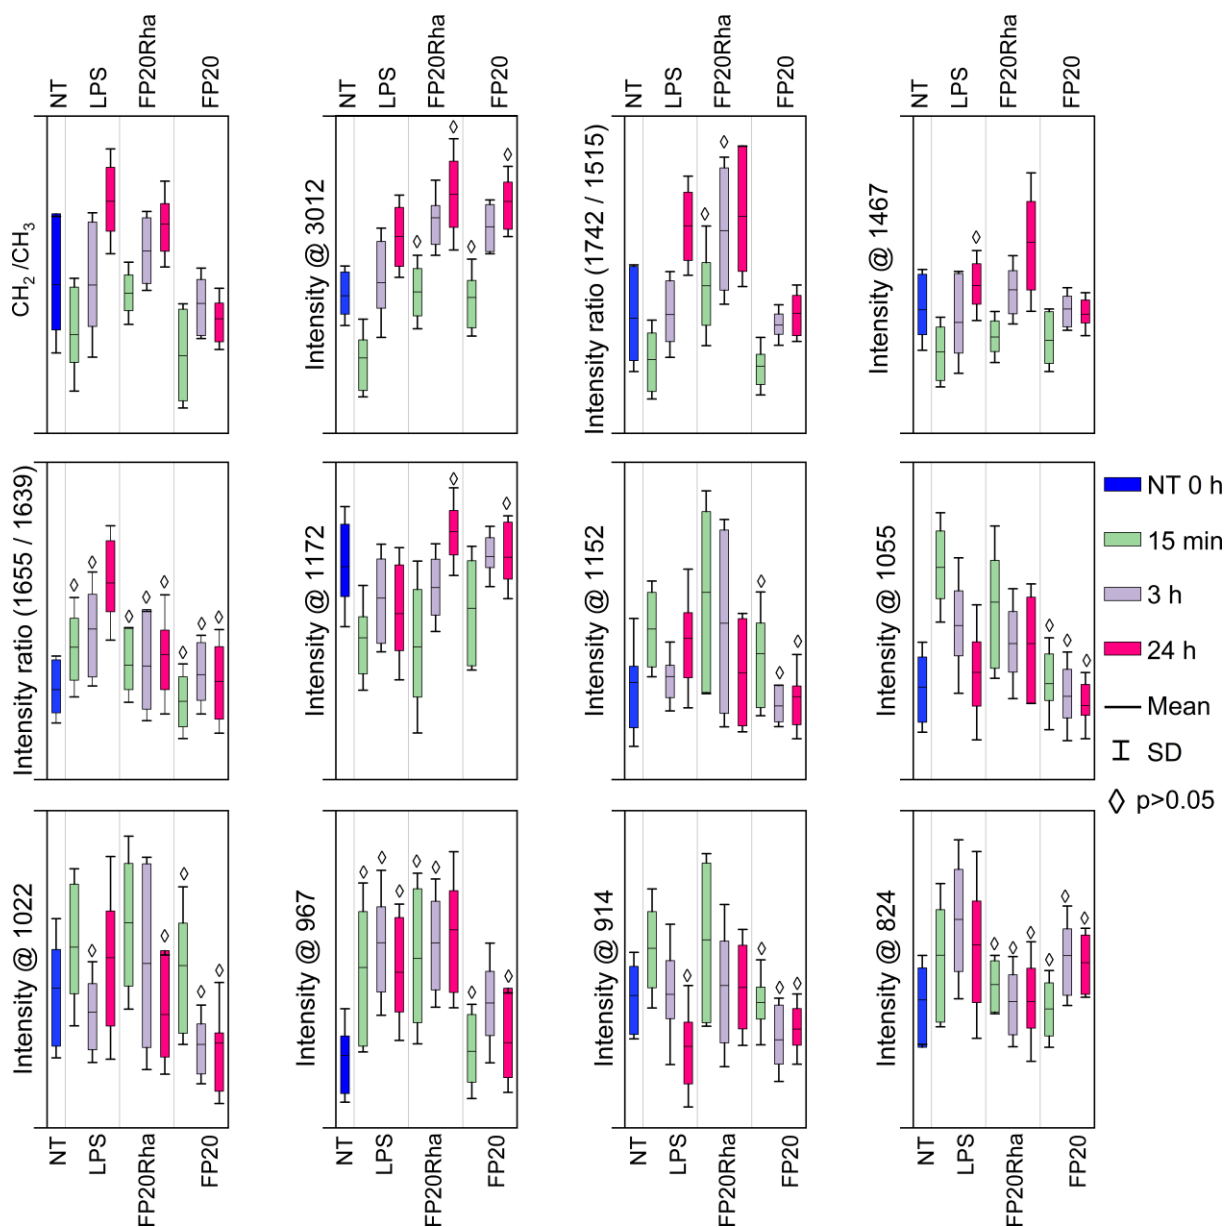 NT
LPS
FP20Rha
FP20
NT
LPS
FP20Rha
FP20
NT
LPS
FP20Rha
FP20
NT
LPS
FP20Rha
FP20
CH₂ /CH₃
Intensity @ 3012
Intensity ratio (1742 / 1515)
Intensity @ 1467
Intensity ratio (1655 / 1639)
Intensity @ 1172
Intensity @ 1152
Intensity @ 1055
NT 0 h
15 min
3 h
24 h
Mean
SD
p>0.05
Intensity @ 1022
Intensity @ 967
Intensity @ 914
Intensity @ 824
NT
LPS
FP20Rha
FP20
NT
LPS
FP20Rha
FP20
NT
LPS
FP20Rha
FP20
NT
LPS
FP20Rha
FP20